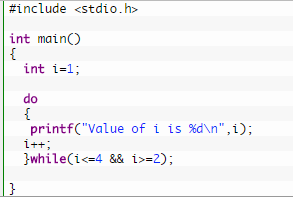 #include <stdio.h>
int main()
{
int i=1;
do
{
printf("Value of i is %d\n",i);
i++;
}while(i<=4 && i>=2);
}